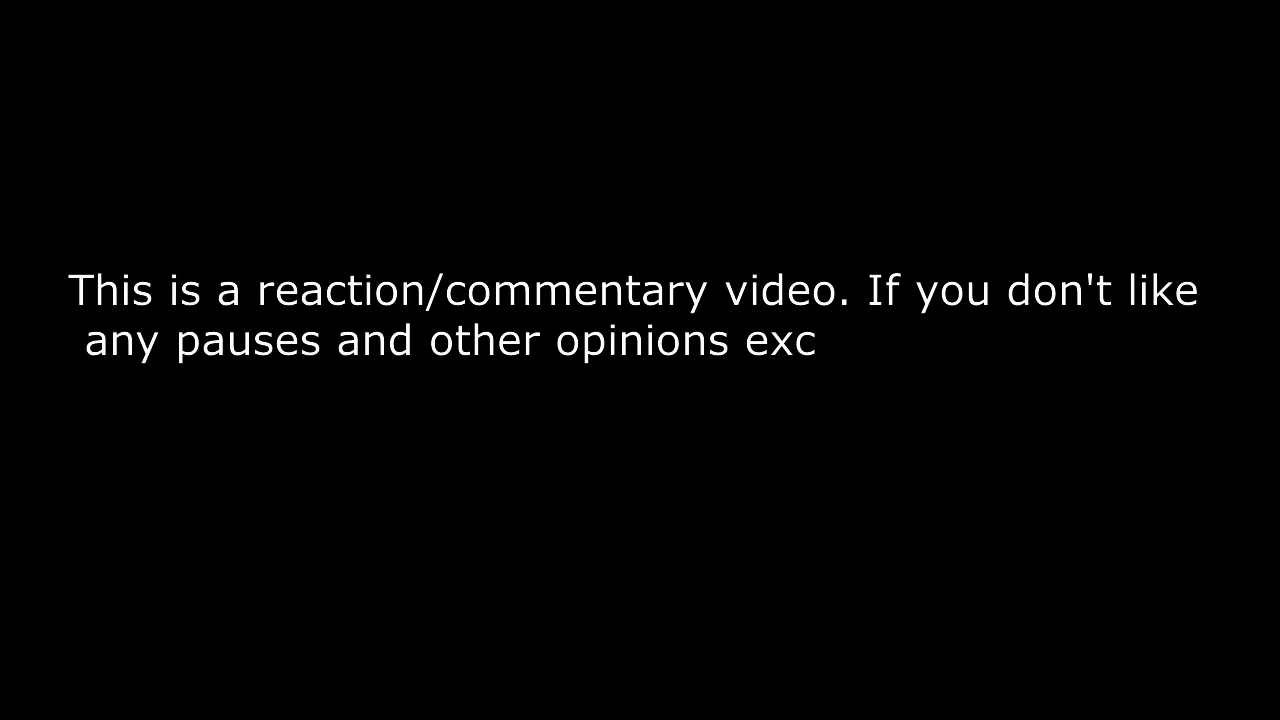 This is a reaction/commentary video. If you don't like
any pauses and other opinions exc